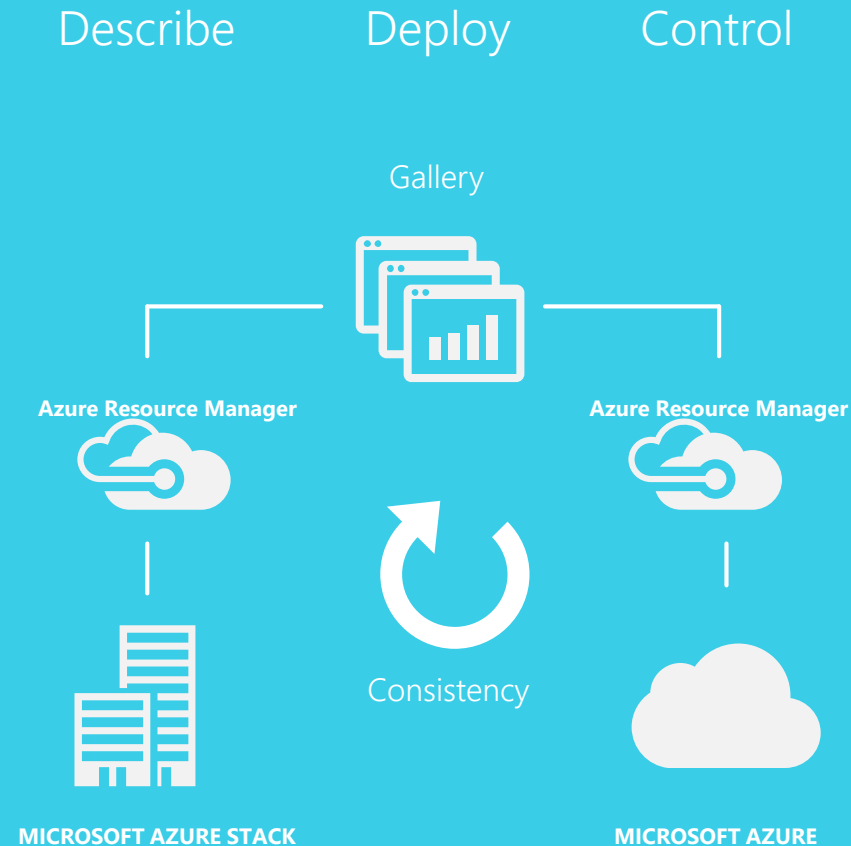 Describe
Deploy
Control
Gallery
Azure Resource Manager
Azure Resource Manager
Consistency
MICROSOFT AZURE STACK
MICROSOFT AZURE